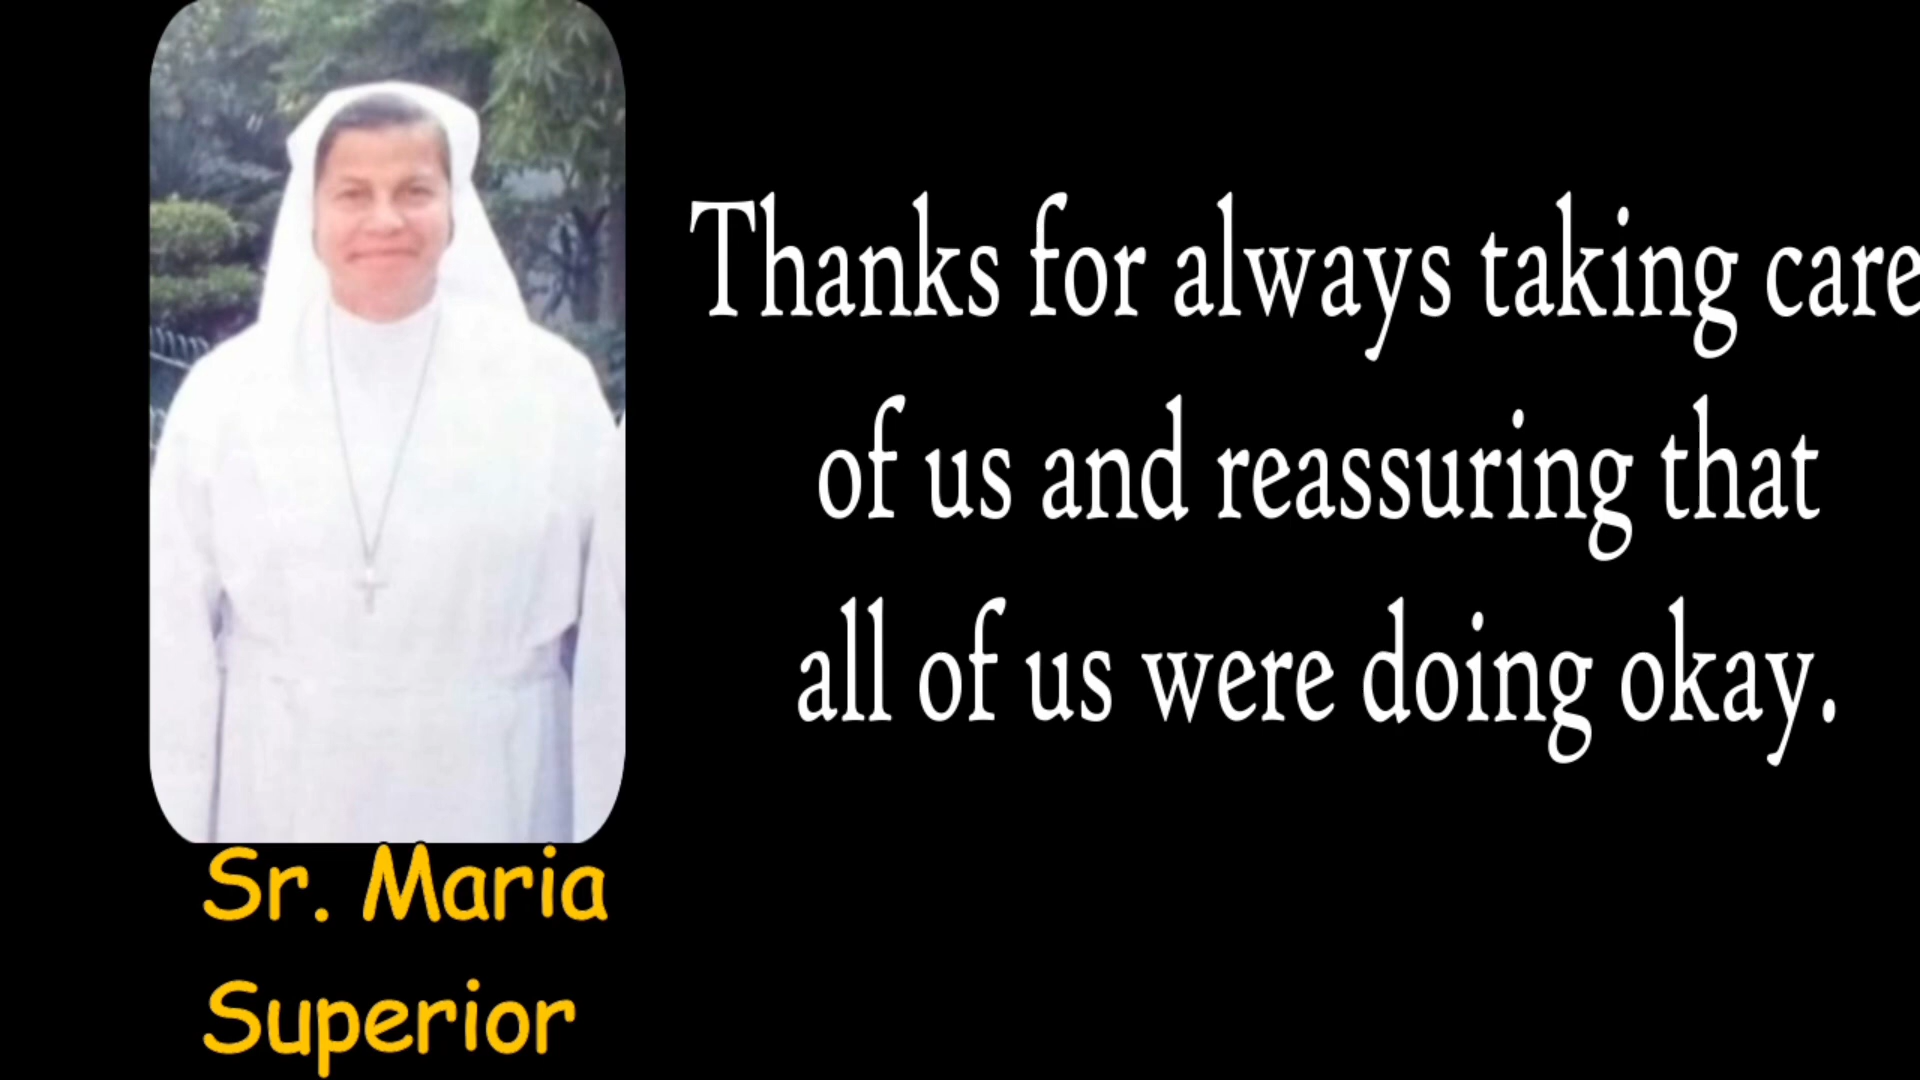 Thanks for always taking care
of us and reassuring that
all of us were doing okay.
Sr. Maria
Superior